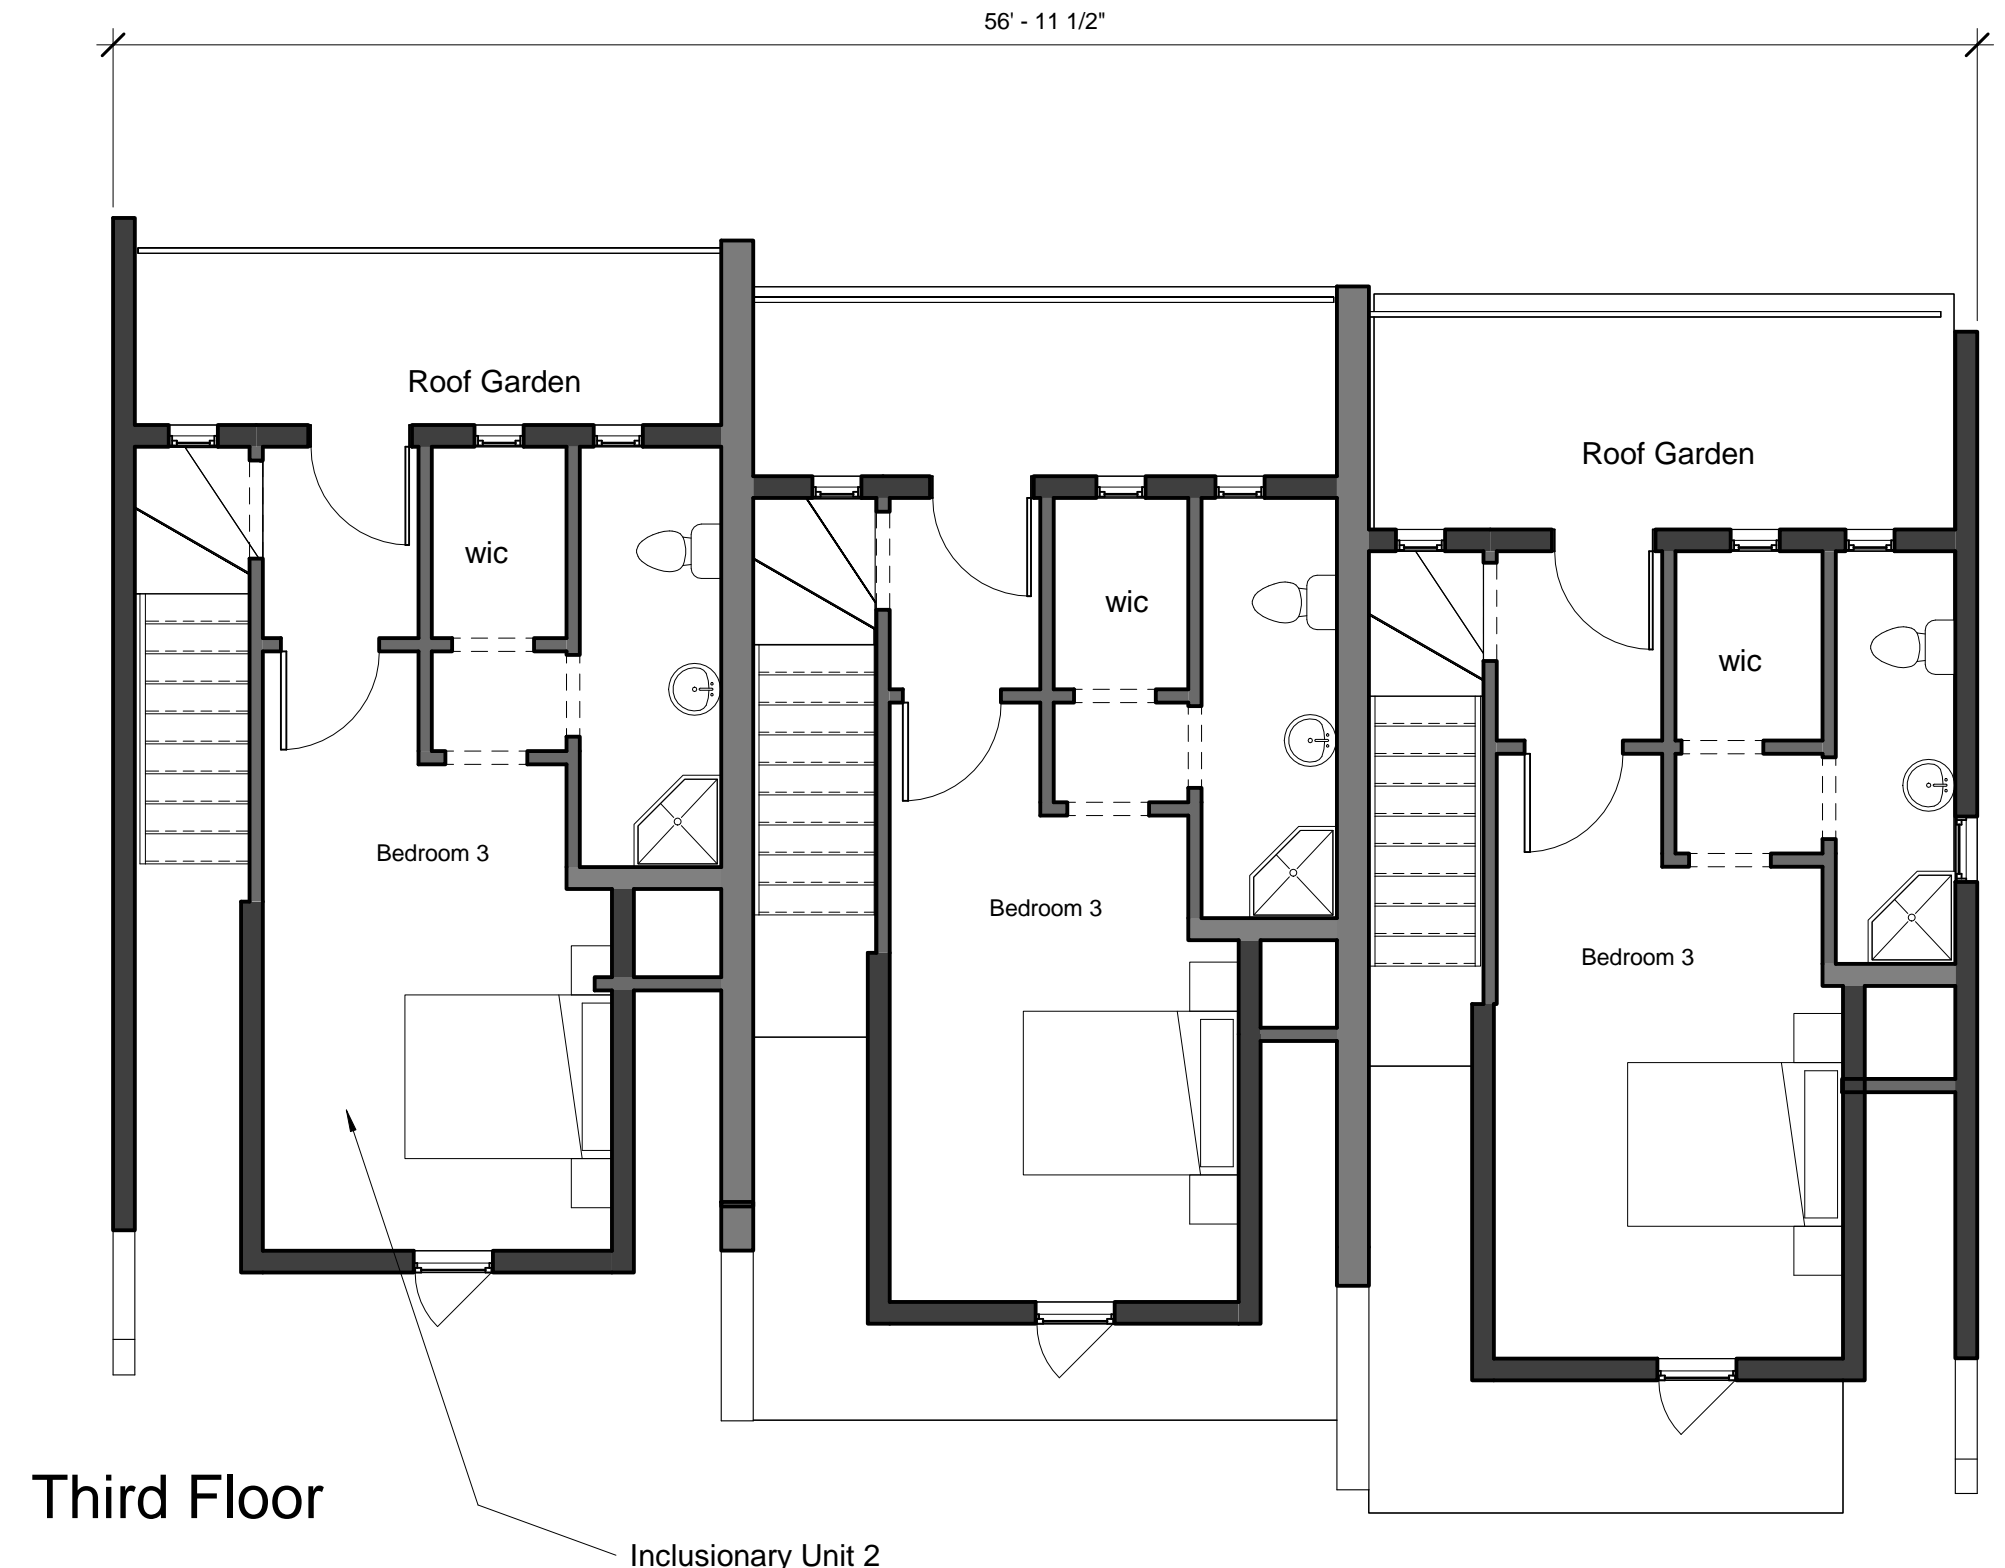 56' - 11 1/2"
Roof Garden
Roof Garden
wic
wic
wic
Bedroom 3
Bedroom 3
Bedroom 3
Third Floor
Inclusionary Unit 2